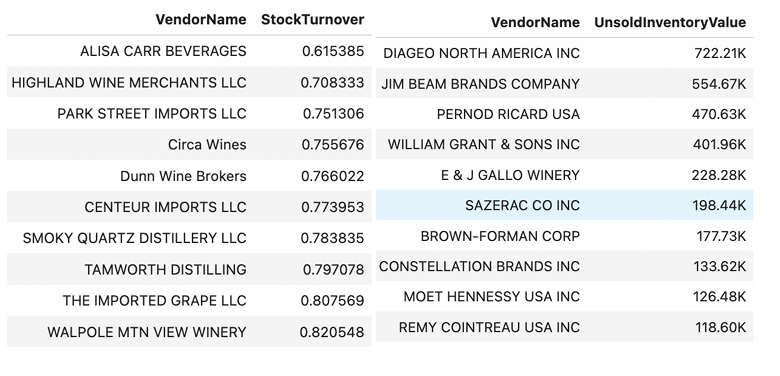 VendorName StockTurnover
ALISA CARR BEVERAGES 0.615385
HIGHLAND WINE MERCHANTS LLC 0.708333
PARK STREET IMPORTS LLC 0.751306
Circa Wines 0.755676
Dunn Wine Brokers 0.766022
CENTEUR IMPORTS LLC 0.773953
SMOKY QUARTZ DISTILLERY LLC 0.783835
TAMWORTH DISTILLING 0.797078
THE IMPORTED GRAPE LLC 0.807569
WALPOLE MTN VIEW WINERY 0.820548
VendorName UnsoldInventoryValue
DIAGEO NORTH AMERICA INC 722.21K
JIM BEAM BRANDS COMPANY 554.67K
PERNOD RICARD USA 470.63K
WILLIAM GRANT & SONS INC 401.96K
E & J GALLO WINERY 228.28K
SAZERAC CO INC 198.44K
BROWN-FORMAN CORP 177.73K
CONSTELLATION BRANDS INC 133.62K
MOET HENNESSY USA INC 126.48K
REMY COINTREAU USA INC 118.60K